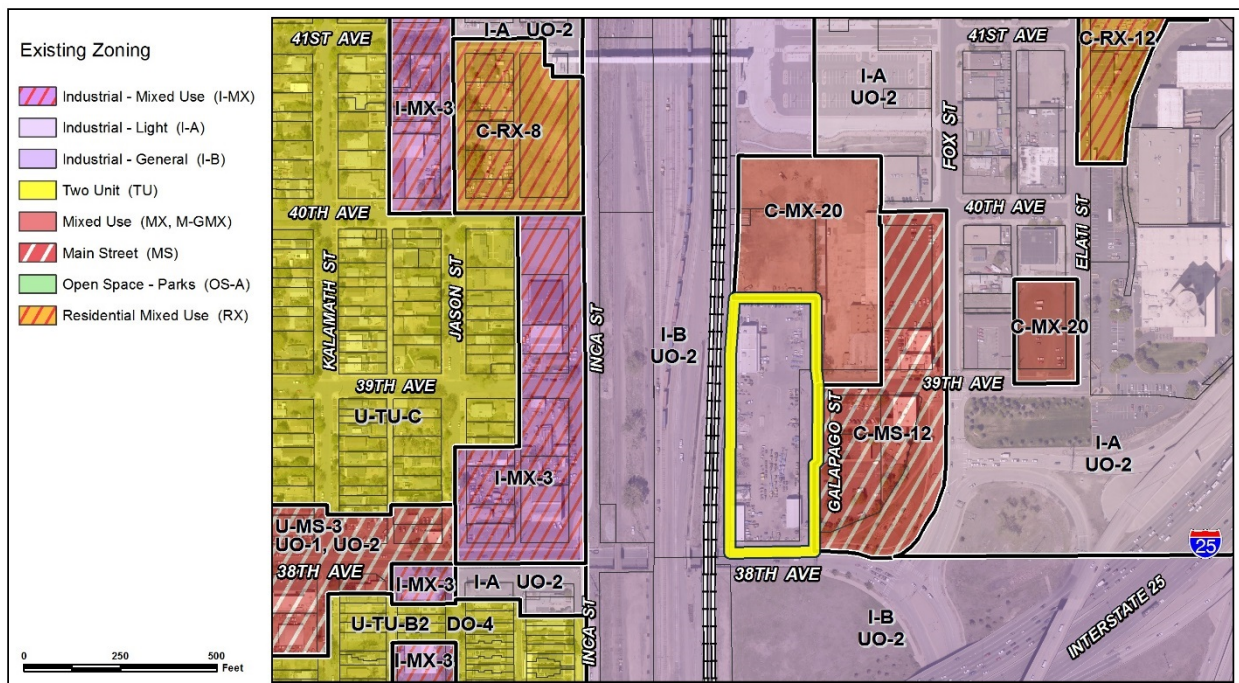 Existing Zoning
Industrial - Mixed Use (I-MX)
Industrial - Light (I-A)
Industrial - General (I-B)
Two Unit (TU)
Mixed Use (MX, M-GMX)
Main Street (MS)
Open Space - Parks (OS-A)
Residential Mixed Use (RX)
0 250 500
Feet
41ST AVE
I-A UO-2
41ST AVE
C-RX-12
I-MX-3
C-RX-8
I-A
UO-2
FOX ST
40TH AVE
C-MX-20
40TH AVE
ELATI ST
KALAMATH ST
JASON ST
INCA ST
I-B
UO-2
C-MX-20
39TH AVE
39TH AVE
U-TU-C
GALAPAGO ST
C-MS-12
I-A
UO-2
I-MX-3
U-MS-3
UO-1, UO-2
38TH AVE
I-MX-3
I-A UO-2
38TH AVE
25
U-TU-B2 DO-4
INCA ST
I-B
UO-2
INTERSTATE 25
I-MX-3